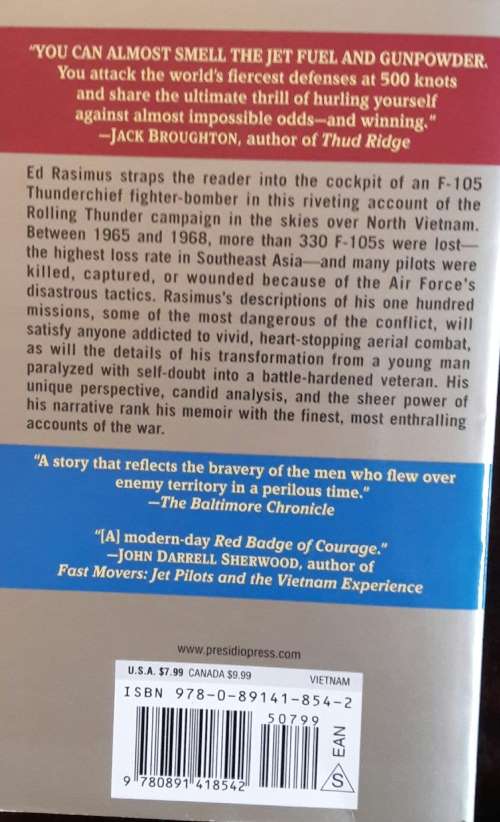 "YOU CAN ALMOST SMELL THE JET FUEL AND GUNPOWDER.
You attack the world's fiercest defenses at 500 knots
and share the ultimate thrill of hurling yourself
against almost impossible odds—and winning."
—JACK BROUGHTON, author of Thud Ridge
Ed Rasimus straps the reader into the cockpit of an F-105
Thunderchief fighter-bomber in this riveting account of the
Rolling Thunder campaign in the skies over North Vietnam.
Between 1965 and 1968, more than 330 F-105s were lost—
the highest loss rate in Southeast Asia—and many pilots were
killed, captured, or wounded because of the Air Force's
disastrous tactics. Rasimus's descriptions of his one hundred
missions, some of the most dangerous of the conflict, will
satisfy anyone addicted to vivid, heart-stopping aerial combat,
as will the details of his transformation from a young man
paralyzed with self-doubt into a battle-hardened veteran. His
unique perspective, candid analysis, and the sheer power of
his narrative rank his memoir with the finest, most enthralling
accounts of the war.
"A story that reflects the bravery of the men who flew over
enemy territory in a perilous time."
—The Baltimore Chronicle
"[A] modern-day Red Badge of Courage."
—JOHN DARRELL SHERWOOD, author of
Fast Movers: Jet Pilots and the Vietnam Experience
www.presidiopress.com
U.S.A. $7.99 CANADA $9.99
VIETNAM
ISBN 978-0-89141-854-2
50799
9 780891 418542
EAN
S